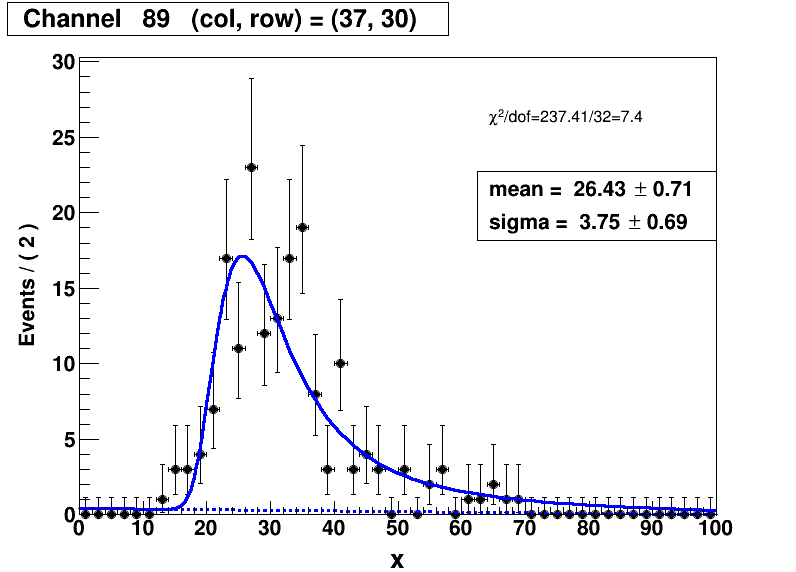 Channel 89 (col, row) = (37, 30)
30
χ²/dof=237.41/32=7.4
25
mean = 26.43 ± 0.71
20
sigma = 3.75 ± 0.69
Events / ( 2 )
15
10
5
0
0 10 20 30 40 50 60 70 80 90 100
x